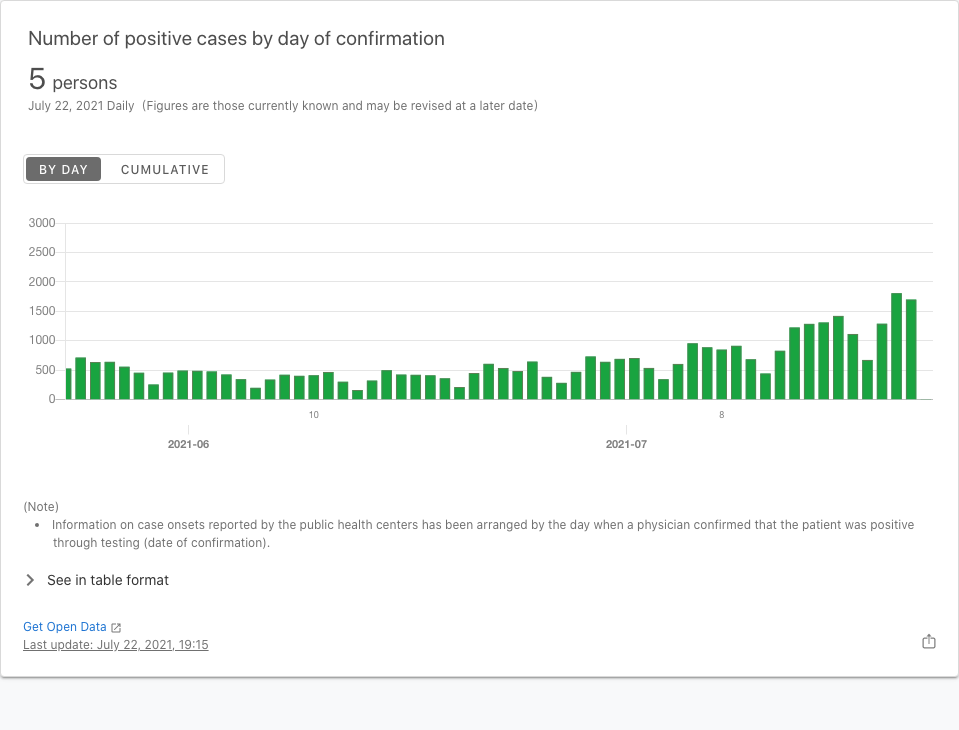 Number of positive cases by day of confirmation
5 persons
July 22, 2021 Daily (Figures are those currently known and may be revised at a later date)
BY DAY CUMULATIVE
3000
2500
2000
1500
1000
500
0
10 8
2021-06 2021-07
(Note)
• Information on case onsets reported by the public health centers has been arranged by the day when a physician confirmed that the patient was positive
through testing (date of confirmation).
See in table format
Get Open Data
Last update: July 22, 2021, 19:15